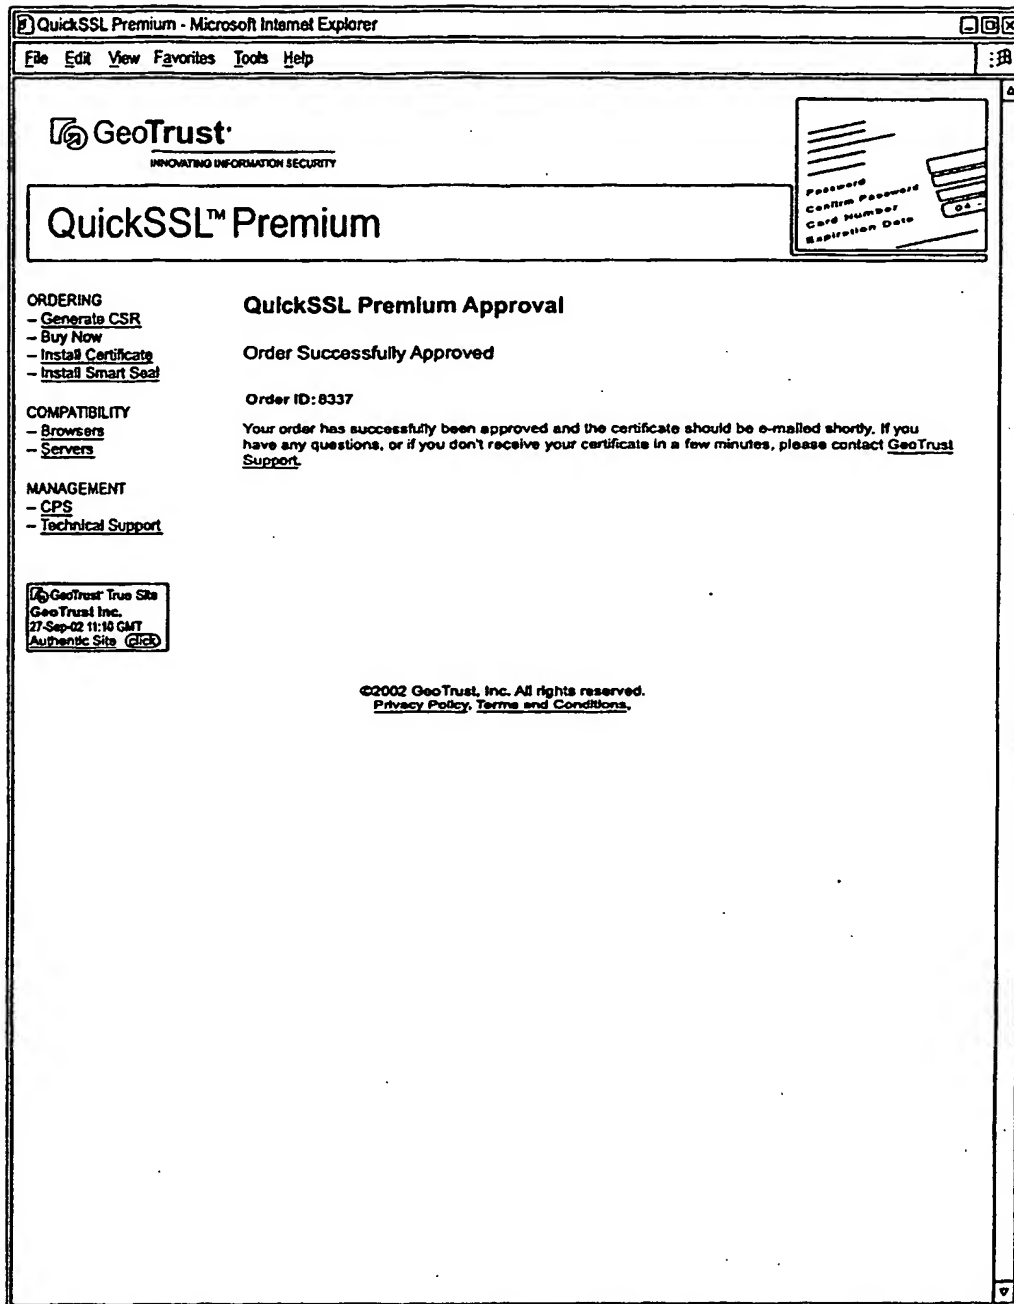 QuickSSL Premium - Microsoft Internet Explorer
File Edit View Favorites Tools Help
GeoTrust
INNOVATING INFORMATION SECURITY
QuickSSL™ Premium
Password
Confirm Password
Card Number
Expiration Date
04 -
ORDERING
– Generate CSR
– Buy Now
– Install Certificate
– Install Smart Seal
COMPATIBILITY
– Browsers
– Servers
MANAGEMENT
– CPS
– Technical Support
GeoTrust True Site
GeoTrust Inc.
27-Sep-02 11:10 GMT
Authentic Site click
QuickSSL Premium Approval
Order Successfully Approved
Order ID: 8337
Your order has successfully been approved and the certificate should be e-mailed shortly. If you
have any questions, or if you don't receive your certificate in a few minutes, please contact GeoTrust
Support.
©2002 GeoTrust, Inc. All rights reserved.
Privacy Policy, Terms and Conditions,